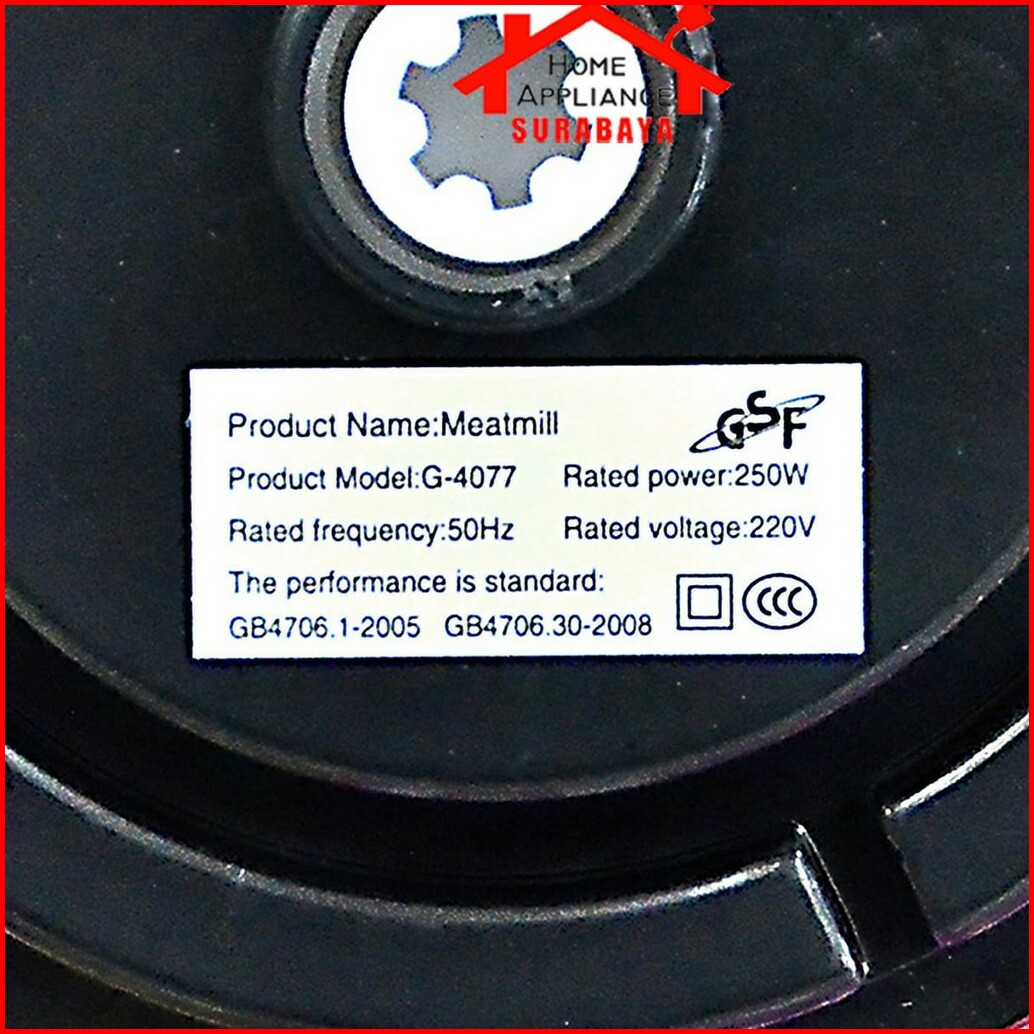 HOME
APPLIANCE
SURABAYA
GSF
Product Name:Meatmill
Product Model:G-4077 Rated power:250W
Rated frequency:50Hz Rated voltage:220V
The performance is standard:
GB4706.1-2005 GB4706.30-2008 CCC